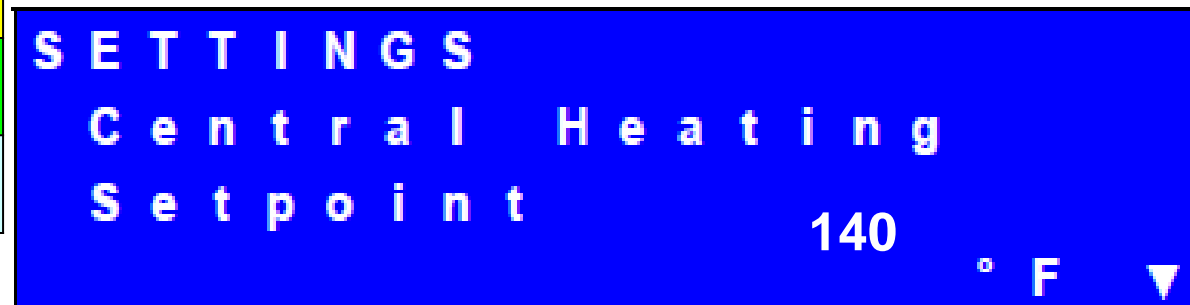 SETTINGS
Central Heating
Setpoint
140
° F ▼